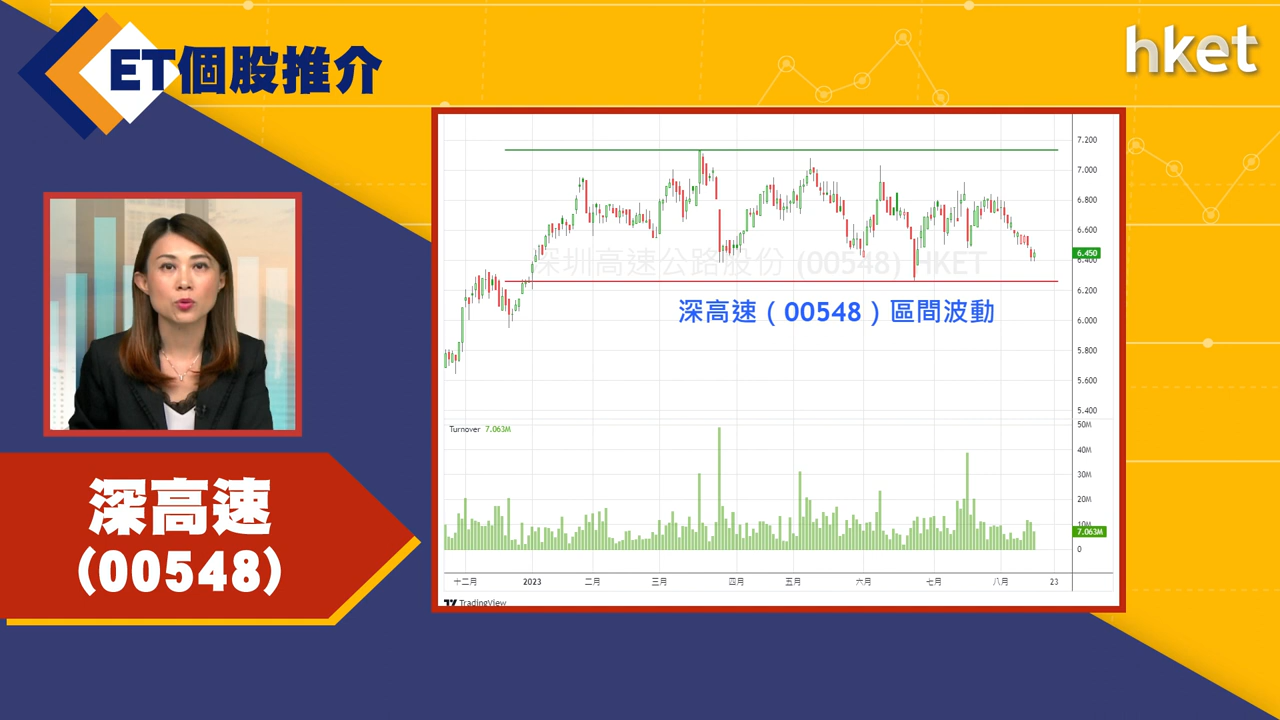 ET個股推介
hket
深高速
(00548)
深圳高速公路股份 (00548) HKET
深高速（00548）區間波動
7.200
7.000
6.800
6.600
6.450
6.400
6.200
6.000
5.800
5.600
5.400
Turnover 7.063M
50M
40M
30M
20M
10M
7.063M
0
十二月 2023 二月 三月 四月 五月 六月 七月 八月 23
TradingView